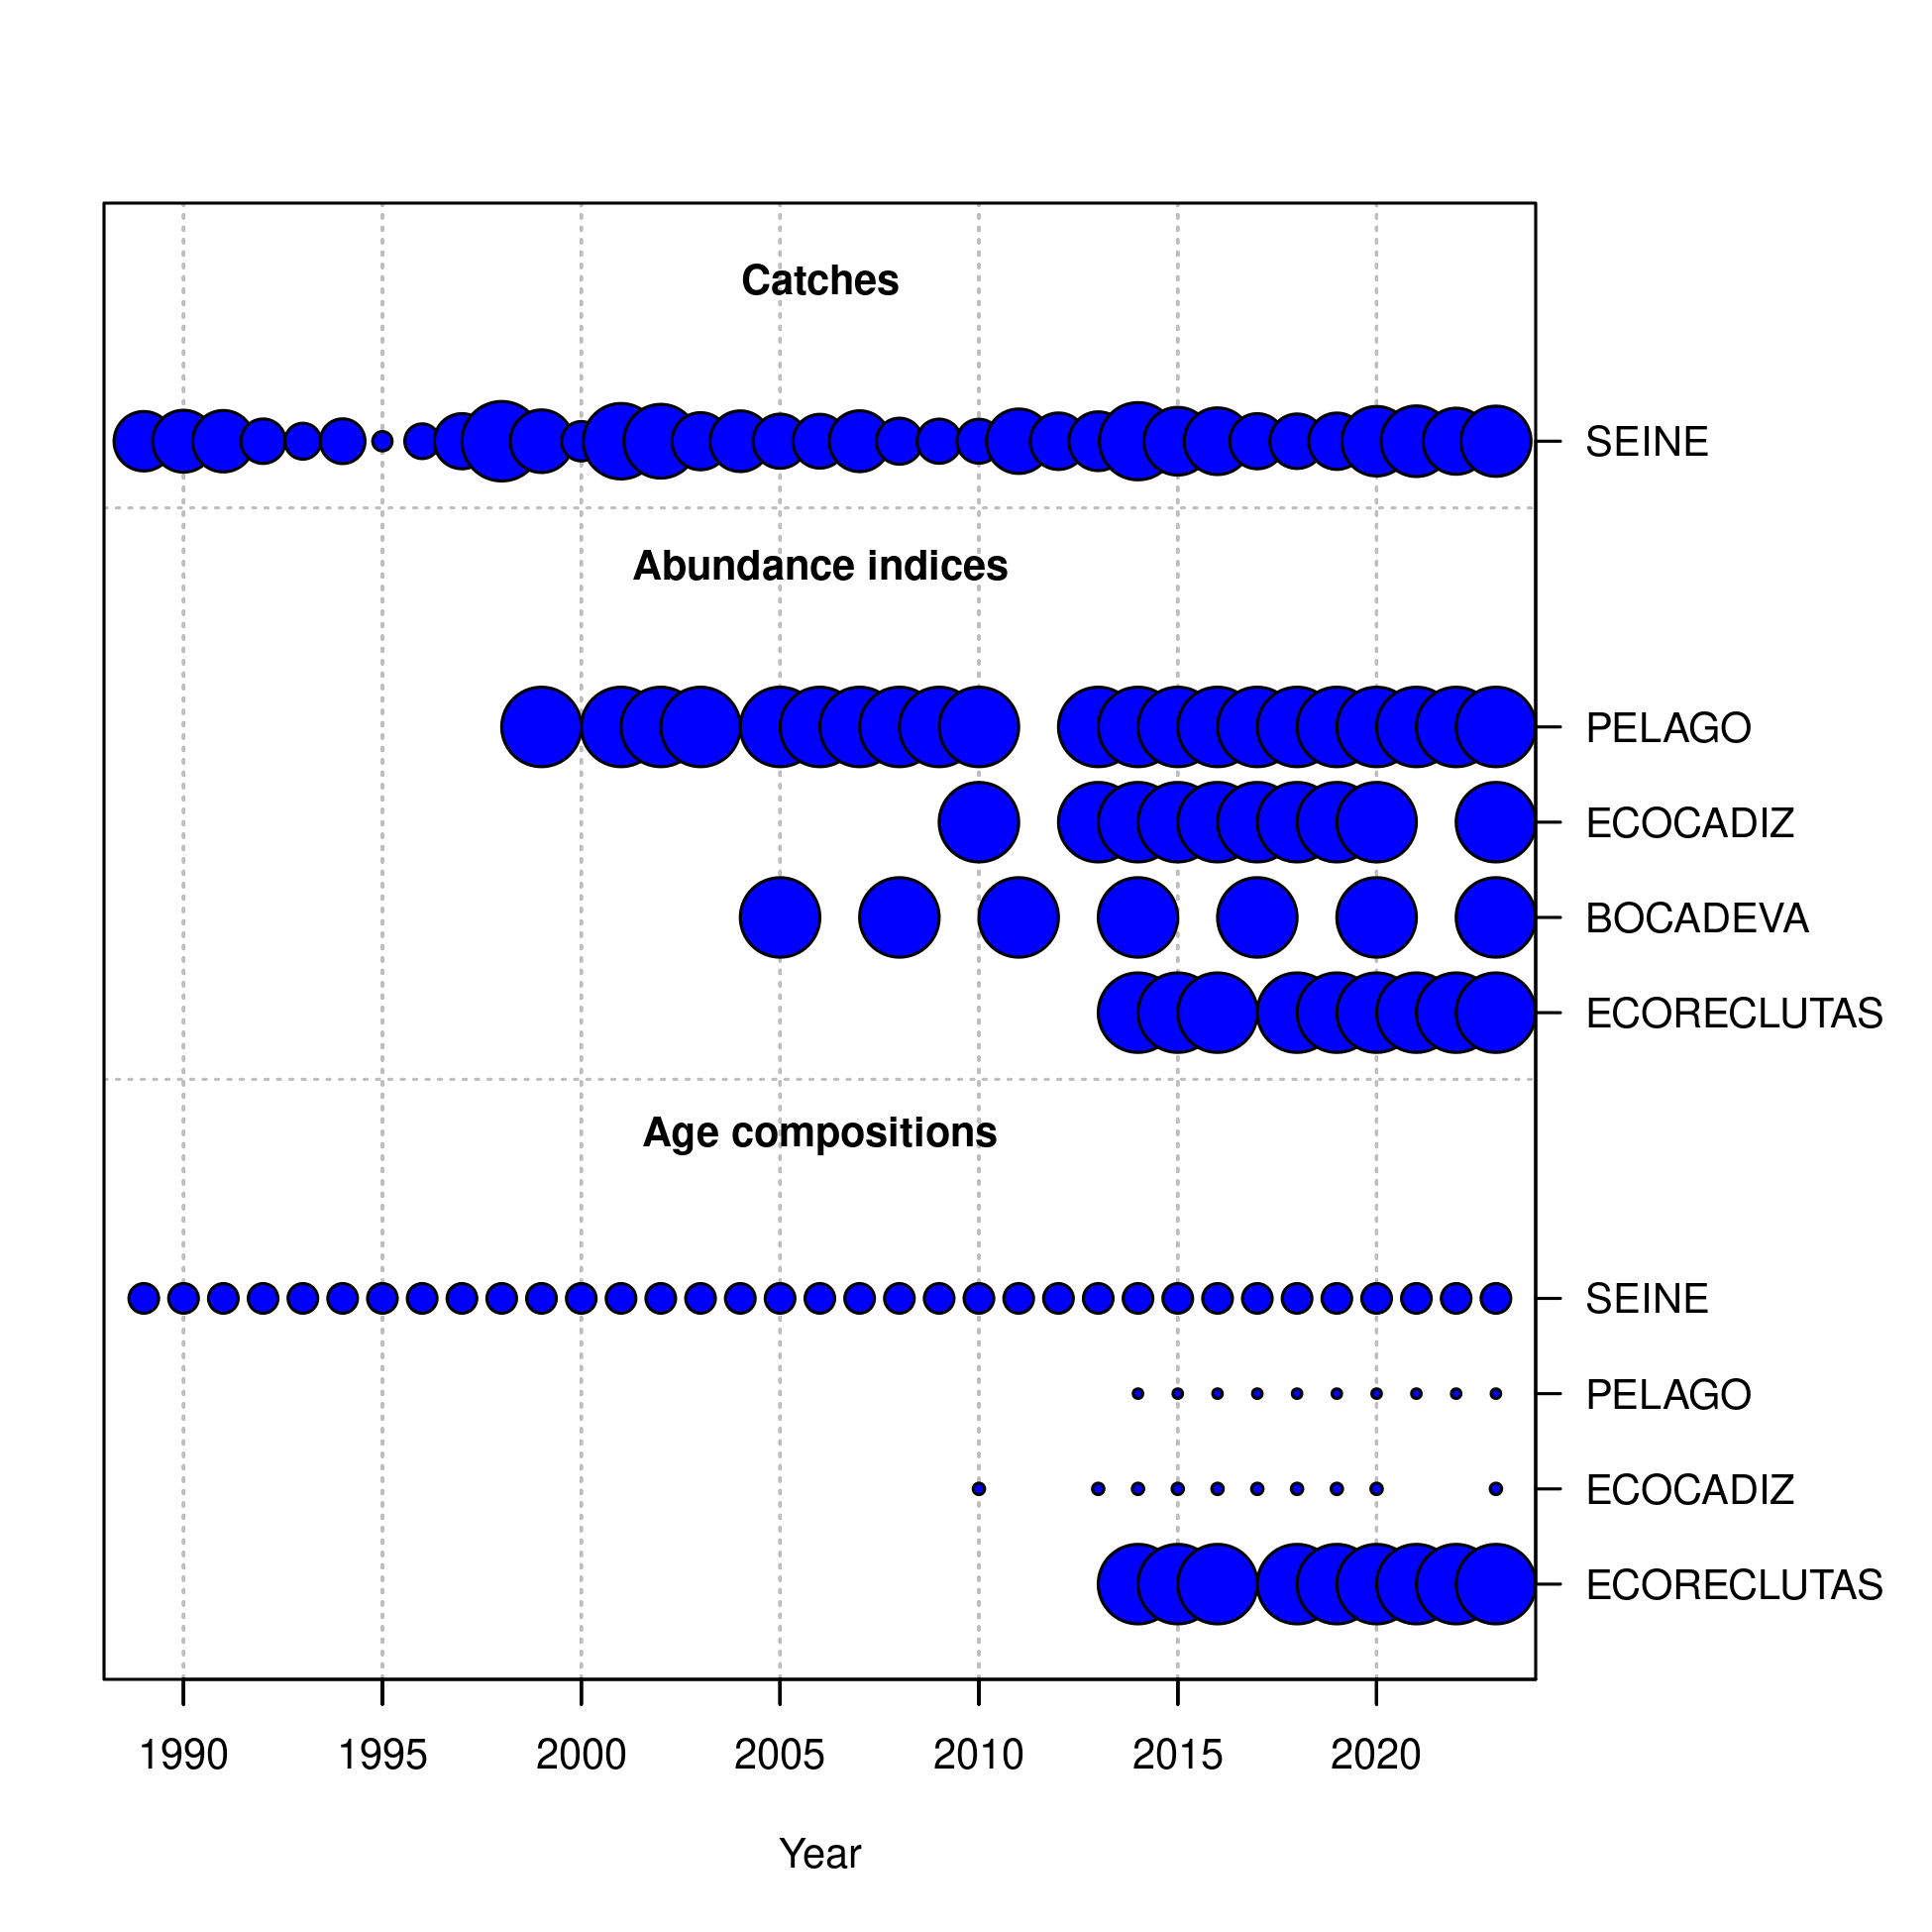 Catches
SEINE
Abundance indices
PELAGO
ECOCADIZ
BOCADEVA
ECORECLUTAS
Age compositions
SEINE
PELAGO
ECOCADIZ
ECORECLUTAS
1990 1995 2000 2005 2010 2015 2020
Year